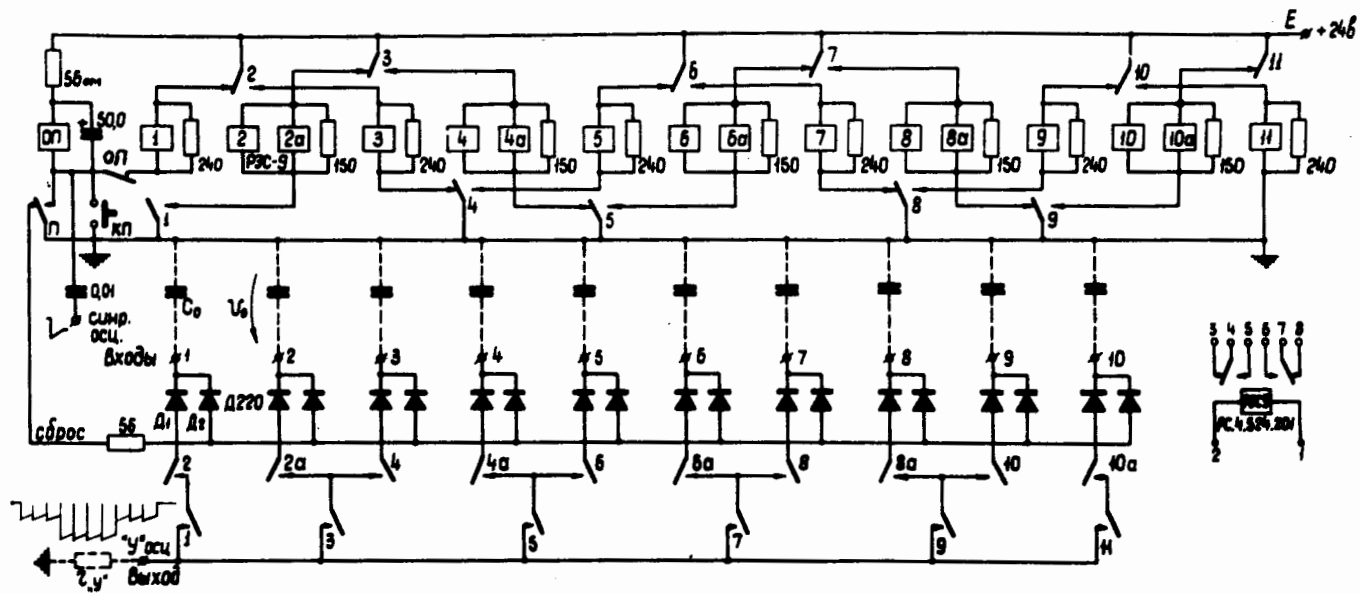 E + 24в
56 ом
2 3 6 7 10 11
50,0
ОП 1 2 2а 3 4 4а 5 6 6а 7 8 8а 9 10 10а 11
ОП 240 РЭС-9 150 240 150 240 150 240 150 240 150 240
П КП 1 4 5 8 9
0,01
C₀ U₀
синх. осц.
3 4 5 6 7 8
Входы 1 2 3 4 5 6 7 8 9 10
Д1 Д2 Д220
РС.4.524.201
сброс 56
2 1
2 2а 4 4а 6 6а 8 8а 10 10а
1 3 5 7 9 11
"У" осц.
Выход
τ "У"